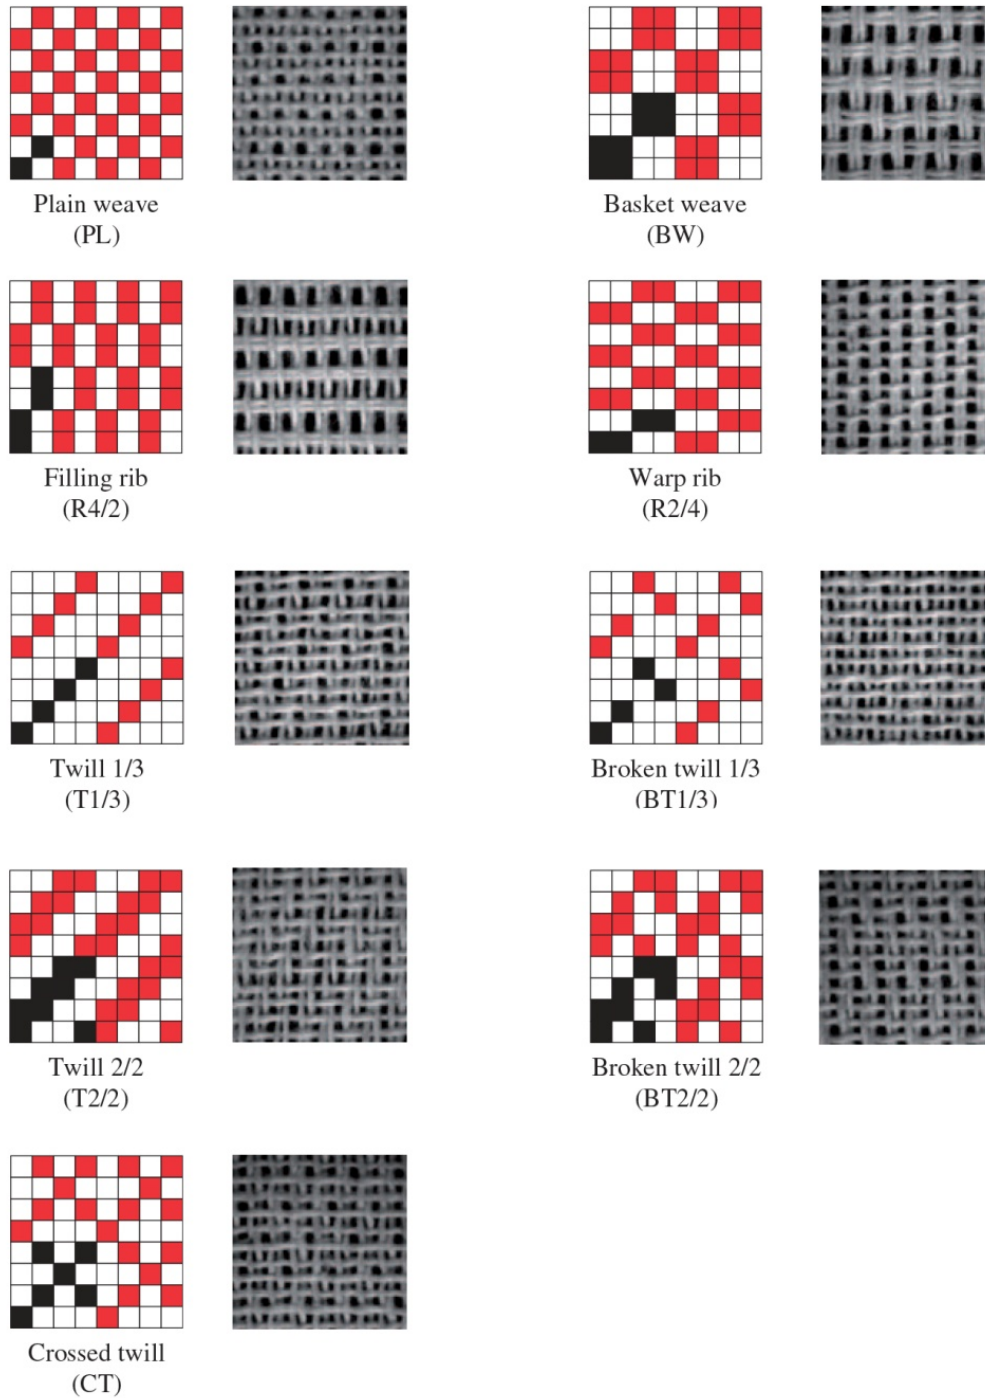 Plain weave
(PL)
Basket weave
(BW)
Filling rib
(R4/2)
Warp rib
(R2/4)
Twill 1/3
(T1/3)
Broken twill 1/3
(BT1/3)
Twill 2/2
(T2/2)
Broken twill 2/2
(BT2/2)
Crossed twill
(CT)